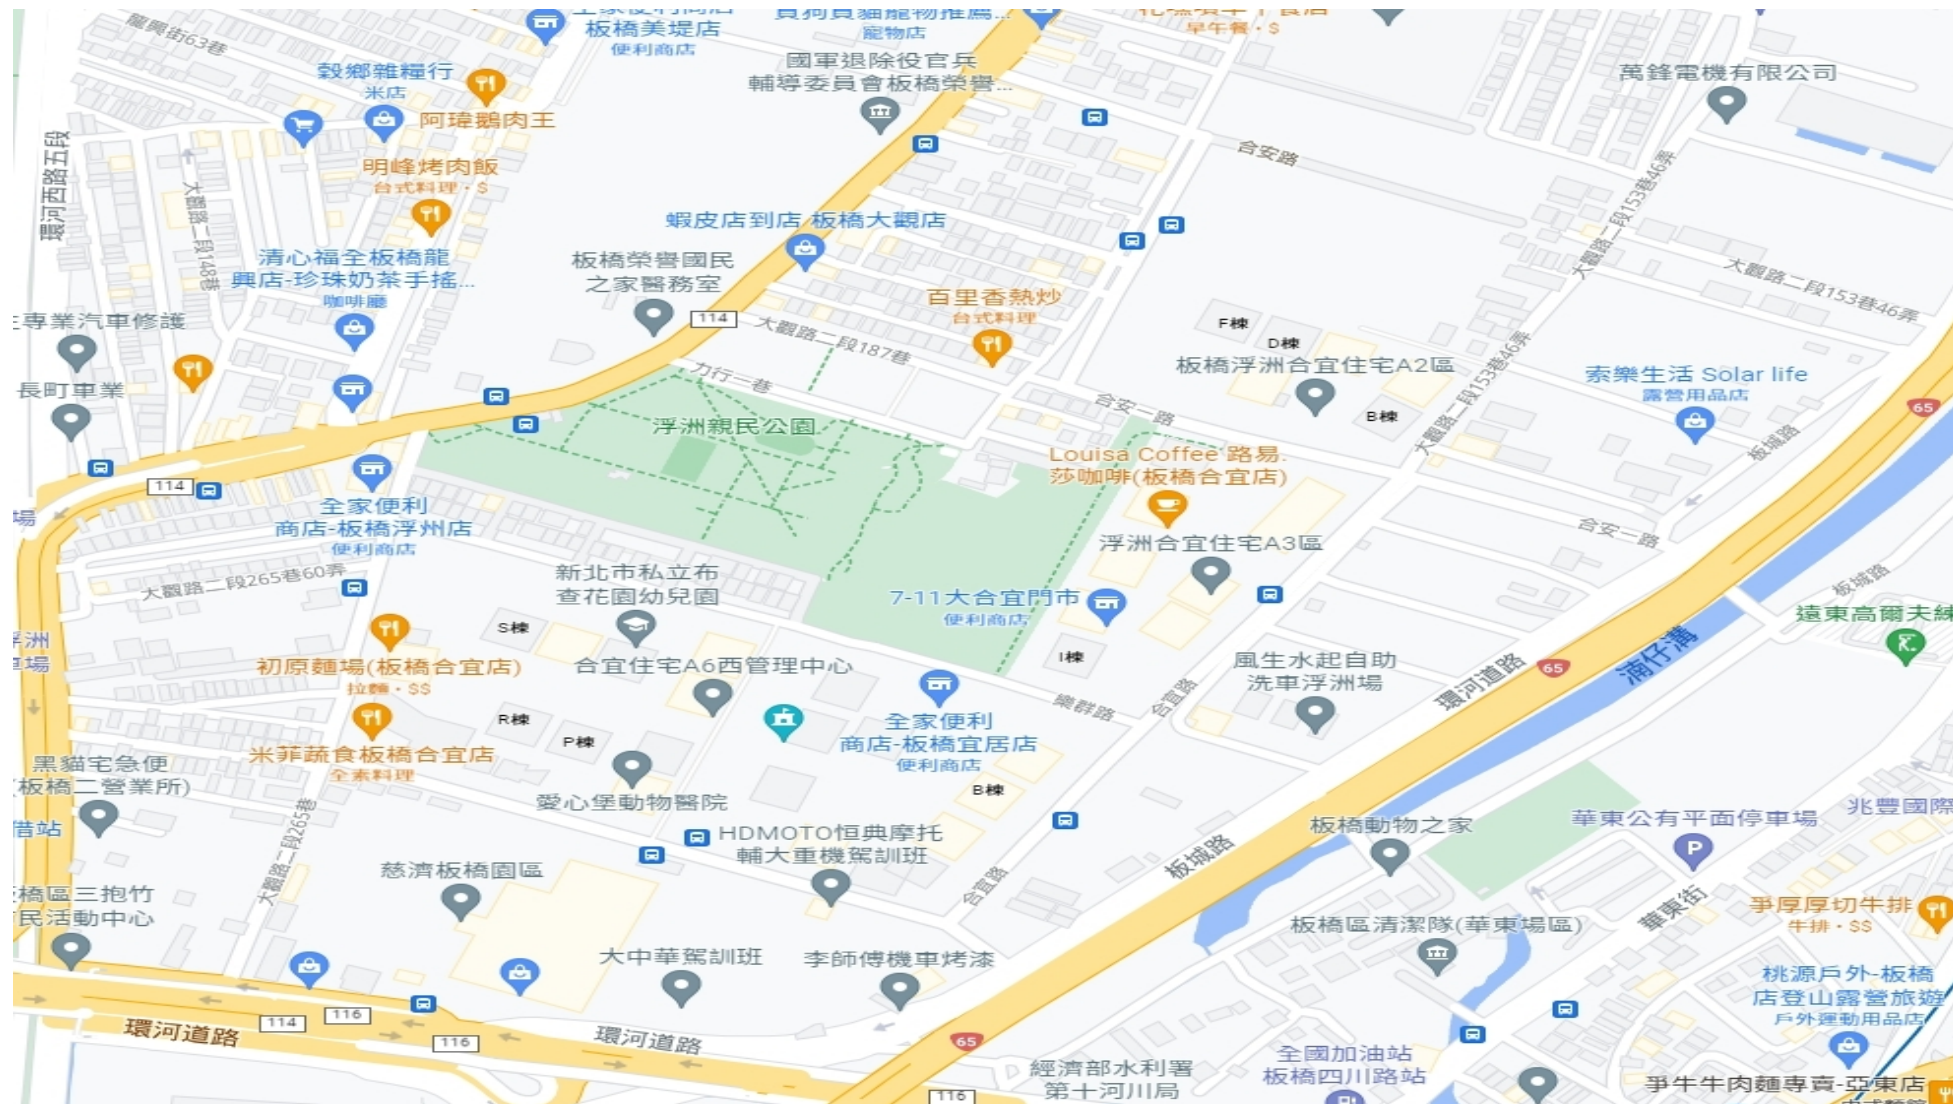 龍興街63巷
板橋美堤店
便利商店
寵物店
早午餐·$
國軍退除役官兵
輔導委員會板橋榮譽...
萬鋒電機有限公司
穀鄉雜糧行
米店
阿瑋鵝肉王
環河西路五段
明峰烤肉飯
台式料理·$
大觀路二段148巷
合安路
大觀路二段153巷46弄
蝦皮店到店 板橋大觀店
清心福全板橋龍
興店-珍珠奶茶手搖...
咖啡廳
板橋榮譽國民
之家醫務室
大觀路二段153巷46弄
專業汽車修護
114
大觀路二段187巷
百里香熱炒
台式料理
F棟
D棟
板橋浮洲合宜住宅A2區
大觀路二段153巷46弄
索樂生活 Solar life
露營用品店
長町車業
力行一巷
合安一路
B棟
65
浮洲親民公園
板城路
Louisa Coffee 路易.
莎咖啡(板橋合宜店)
114
場
全家便利
商店-板橋浮州店
便利商店
合安一路
浮洲合宜住宅A3區
大觀路二段265巷60弄
新北市私立布
查花園幼兒園
7-11大合宜門市
便利商店
板城路
遠東高爾夫練
浮洲
場
S棟
初原麵場(板橋合宜店)
拉麵·$$
合宜住宅A6西管理中心
I棟
風生水起自助
洗車浮洲場
環河道路
65
湳仔溝
樂群路
合宜路
R棟
P棟
全家便利
商店-板橋宜居店
便利商店
米菲蔬食板橋合宜店
全素料理
黑貓宅急便
(板橋二營業所)
愛心堡動物醫院
B棟
借站
HDMOTO恒典摩托
輔大重機駕訓班
板橋動物之家
華東公有平面停車場
兆豐國際
大觀路二段265巷
慈濟板橋園區
合宜路
板城路
橋區三抱竹
民活動中心
板橋區清潔隊(華東場區)
華東街
爭厚厚切牛排
牛排·$$
大中華駕訓班
李師傅機車烤漆
桃源戶外-板橋
店登山露營旅遊
戶外運動用品店
環河道路
114
116
116
環河道路
65
經濟部水利署
第十河川局
116
全國加油站
板橋四川路站
爭牛牛肉麵專賣-亞東店